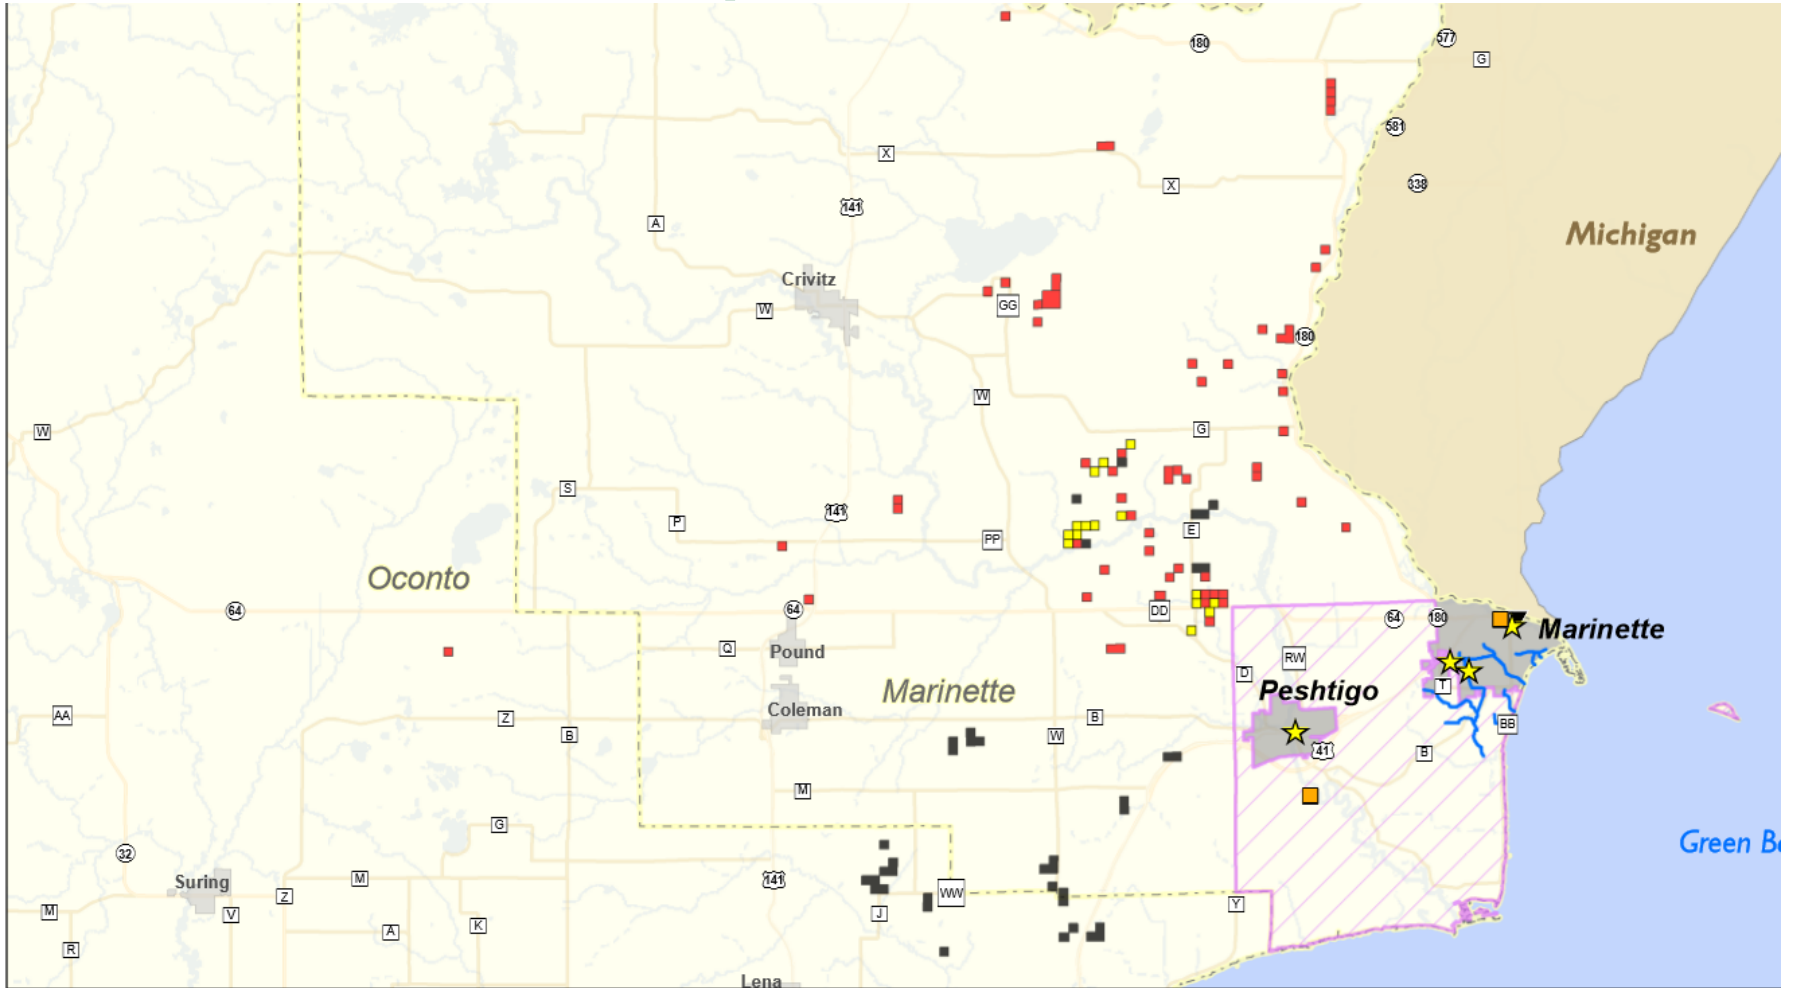 577
180
G
581
X
338
X
141
A
Michigan
Crivitz
GG
W
180
W
G
W
S
141
P
E
PP
Oconto
64
64
DD
64
180
Marinette
Q
Pound
RW
D
T
Marinette
Peshtigo
Coleman
AA
Z
B
B
W
BB
41
B
M
G
Green B
32
141
Suring
M
WW
Z
Y
M
V
J
K
A
R
Lena